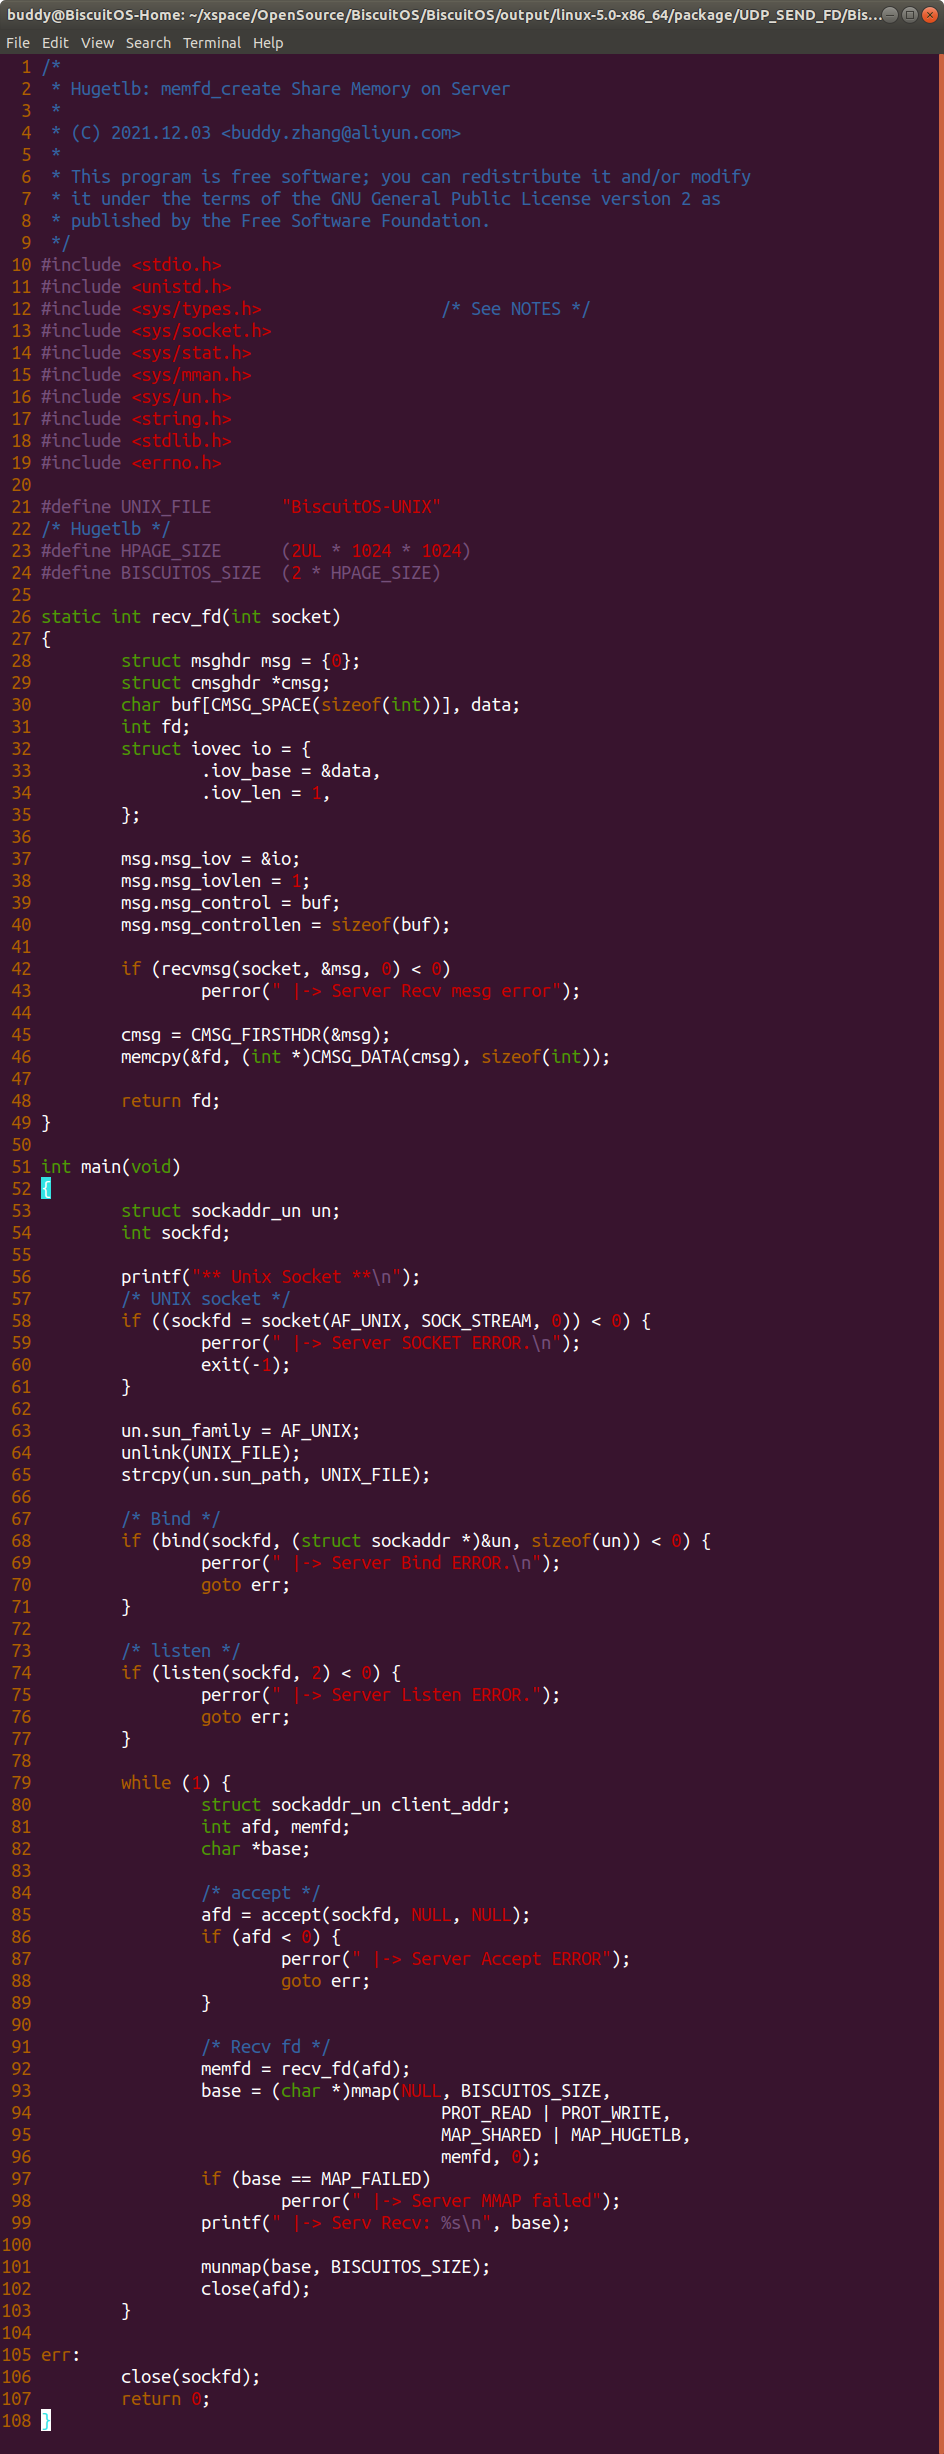 buddy@BiscuitOS-Home: ~/xspace/OpenSource/BiscuitOS/BiscuitOS/output/linux-5.0-x86_64/package/UDP_SEND_FD/Bis...
File Edit View Search Terminal Help
1 /*
2  * Hugetlb: memfd_create Share Memory on Server
3  *
4  * (C) 2021.12.03 <buddy.zhang@aliyun.com>
5  *
6  * This program is free software; you can redistribute it and/or modify
7  * it under the terms of the GNU General Public License version 2 as
8  * published by the Free Software Foundation.
9  */
10 #include <stdio.h>
11 #include <unistd.h>
12 #include <sys/types.h>                  /* See NOTES */
13 #include <sys/socket.h>
14 #include <sys/stat.h>
15 #include <sys/mman.h>
16 #include <sys/un.h>
17 #include <string.h>
18 #include <stdlib.h>
19 #include <errno.h>
20
21 #define UNIX_FILE       "BiscuitOS-UNIX"
22 /* Hugetlb */
23 #define HPAGE_SIZE      (2UL * 1024 * 1024)
24 #define BISCUITOS_SIZE  (2 * HPAGE_SIZE)
25
26 static int recv_fd(int socket)
27 {
28         struct msghdr msg = {0};
29         struct cmsghdr *cmsg;
30         char buf[CMSG_SPACE(sizeof(int))], data;
31         int fd;
32         struct iovec io = {
33                 .iov_base = &data,
34                 .iov_len = 1,
35         };
36
37         msg.msg_iov = &io;
38         msg.msg_iovlen = 1;
39         msg.msg_control = buf;
40         msg.msg_controllen = sizeof(buf);
41
42         if (recvmsg(socket, &msg, 0) < 0)
43                 perror(" |-> Server Recv mesg error");
44
45         cmsg = CMSG_FIRSTHDR(&msg);
46         memcpy(&fd, (int *)CMSG_DATA(cmsg), sizeof(int));
47
48         return fd;
49 }
50
51 int main(void)
52 {
53         struct sockaddr_un un;
54         int sockfd;
55
56         printf("** Unix Socket **\n");
57         /* UNIX socket */
58         if ((sockfd = socket(AF_UNIX, SOCK_STREAM, 0)) < 0) {
59                 perror(" |-> Server SOCKET ERROR.\n");
60                 exit(-1);
61         }
62
63         un.sun_family = AF_UNIX;
64         unlink(UNIX_FILE);
65         strcpy(un.sun_path, UNIX_FILE);
66
67         /* Bind */
68         if (bind(sockfd, (struct sockaddr *)&un, sizeof(un)) < 0) {
69                 perror(" |-> Server Bind ERROR.\n");
70                 goto err;
71         }
72
73         /* listen */
74         if (listen(sockfd, 2) < 0) {
75                 perror(" |-> Server Listen ERROR.");
76                 goto err;
77         }
78
79         while (1) {
80                 struct sockaddr_un client_addr;
81                 int afd, memfd;
82                 char *base;
83
84                 /* accept */
85                 afd = accept(sockfd, NULL, NULL);
86                 if (afd < 0) {
87                         perror(" |-> Server Accept ERROR");
88                         goto err;
89                 }
90
91                 /* Recv fd */
92                 memfd = recv_fd(afd);
93                 base = (char *)mmap(NULL, BISCUITOS_SIZE,
94                                         PROT_READ | PROT_WRITE,
95                                         MAP_SHARED | MAP_HUGETLB,
96                                         memfd, 0);
97                 if (base == MAP_FAILED)
98                         perror(" |-> Server MMAP failed");
99                 printf(" |-> Serv Recv: %s\n", base);
100
101                 munmap(base, BISCUITOS_SIZE);
102                 close(afd);
103         }
104
105 err:
106         close(sockfd);
107         return 0;
108 }